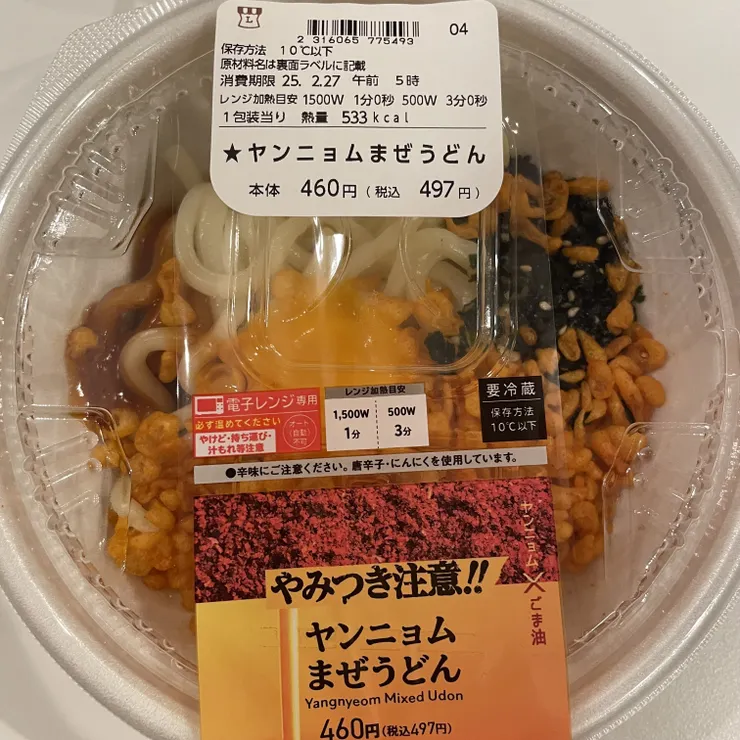 L
2 316065 775493
04
保存方法 10℃以下
原材料名は裏面ラベルに記載
消費期限 25. 2.27 午前 5時
レンジ加熱目安 1500W 1分0秒 500W 3分0秒
1包装当り 熱量 533kcal
★ヤンニョムまぜうどん
本体 460円(税込 497円)
電子レンジ専用
必ず温めてください
やけど・持ち運び・
汁もれ等注意
オート
(自動)
不可
レンジ加熱目安
1,500W 500W
1分 3分
要冷蔵
保存方法
10℃以下
●辛味にご注意ください。唐辛子・にんにくを使用しています。
ヤンニョム×ごま油
やみつき注意!!
ヤンニョム
まぜうどん
Yangnyeom Mixed Udon
460円(税込497円)